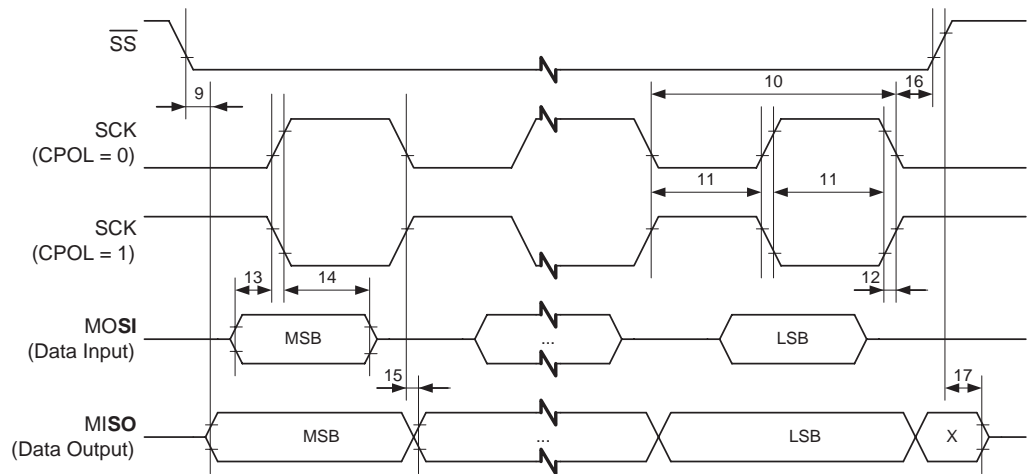 SS
10
9
16
SCK
(CPOL = 0)
11
11
SCK
(CPOL = 1)
13
14
12
MOSI
(Data Input)
MSB
...
LSB
15
17
MISO
(Data Output)
MSB
...
LSB
X